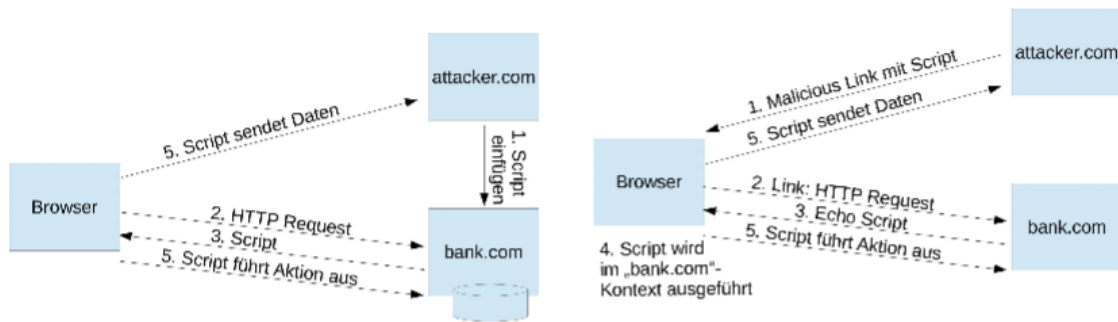 attacker.com
5. Script sendet Daten
1. Script
einfügen
Browser
2. HTTP Request
3. Script
5. Script führt Aktion aus
bank.com
attacker.com
1. Malicious Link mit Script
5. Script sendet Daten
Browser
2. Link: HTTP Request
3. Echo Script
5. Script führt Aktion aus
bank.com
4. Script wird
im „bank.com“-
Kontext ausgeführt